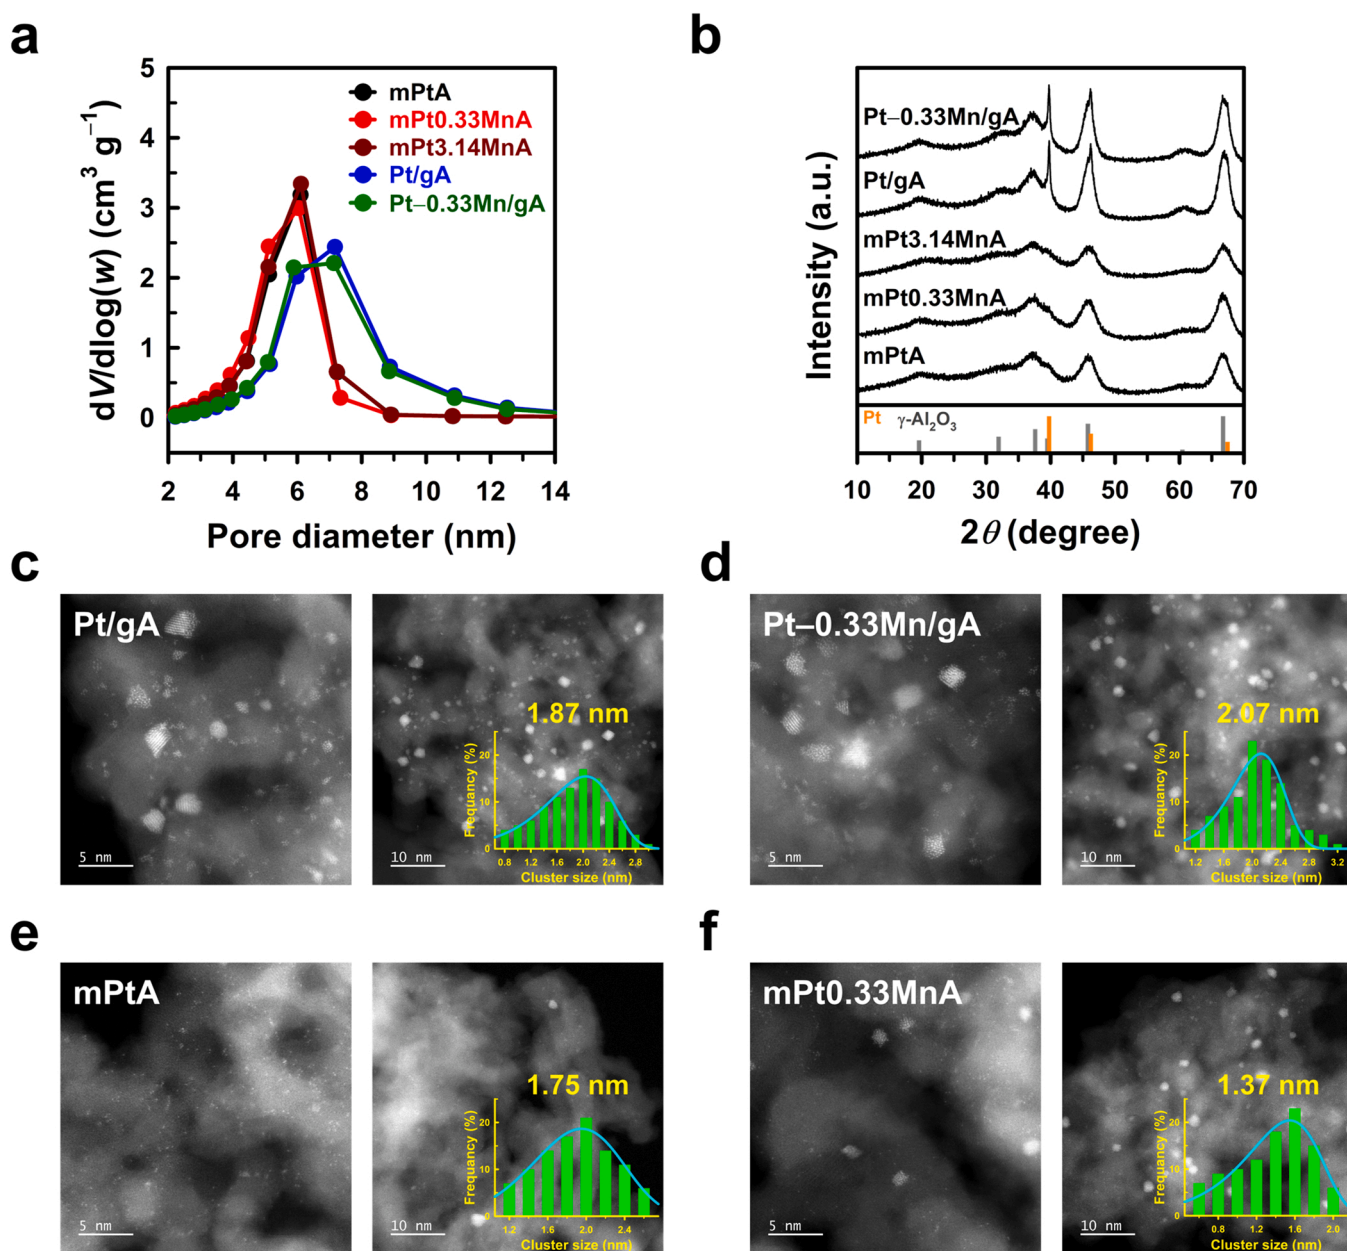 a
5
4
3
2
1
0
dV/dlog(w) (cm³ g⁻¹)
mPtA
mPt0.33MnA
mPt3.14MnA
Pt/gA
Pt–0.33Mn/gA
2 4 6 8 10 12 14
Pore diameter (nm)
b
Intensity (a.u.)
Pt–0.33Mn/gA
Pt/gA
mPt3.14MnA
mPt0.33MnA
mPtA
Pt γ-Al₂O₃
10 20 30 40 50 60 70
2θ (degree)
c
Pt/gA
5 nm
1.87 nm
Frequancy (%)
20
10
0
0.8 1.2 1.6 2.0 2.4 2.8
Cluster size (nm)
10 nm
d
Pt–0.33Mn/gA
5 nm
2.07 nm
Frequancy (%)
20
10
0
1.2 1.6 2.0 2.4 2.8 3.2
Cluster size (nm)
10 nm
e
mPtA
5 nm
1.75 nm
Frequancy (%)
20
10
0
1.2 1.6 2.0 2.4
Cluster size (nm)
10 nm
f
mPt0.33MnA
5 nm
1.37 nm
Frequancy (%)
20
10
0
0.8 1.2 1.6 2.0
Cluster size (nm)
10 nm